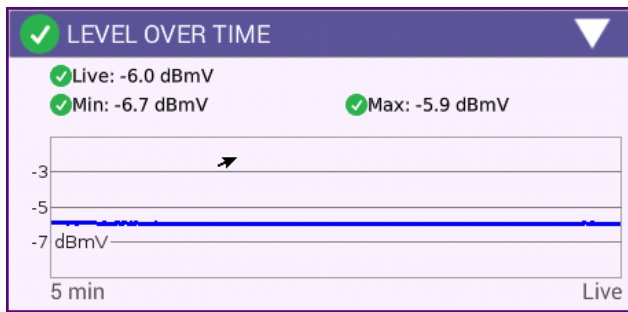 LEVEL OVER TIME
Live: -6.0 dBmV
Min: -6.7 dBmV Max: -5.9 dBmV
-3
-5
-7 dBmV
5 min Live